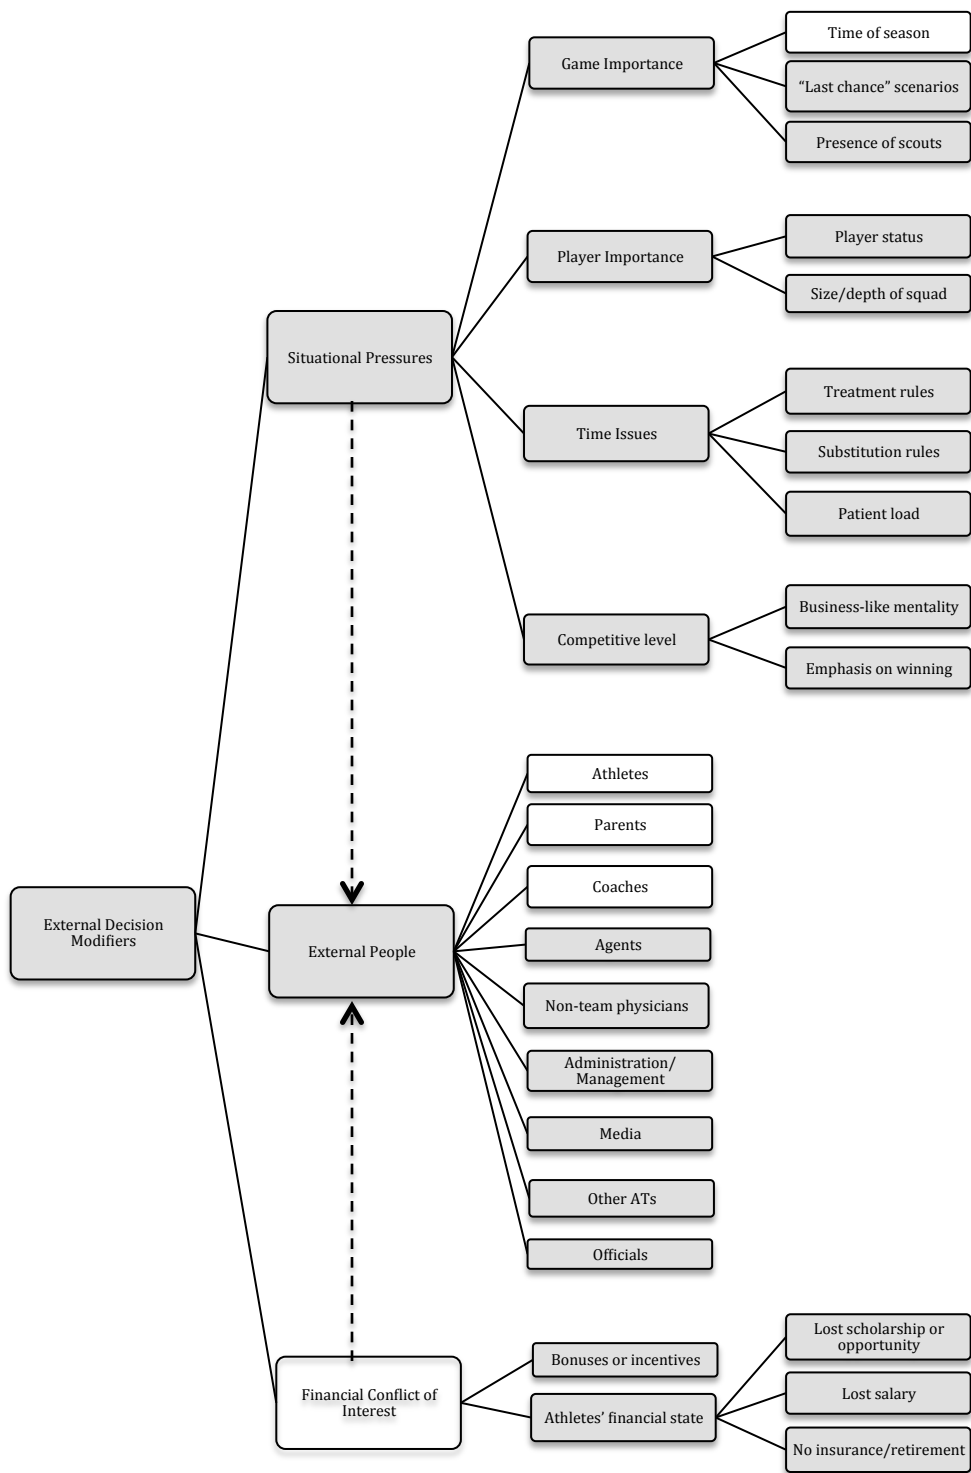 External Decision
Modifiers
Situational Pressures
Game Importance
Time of season
“Last chance” scenarios
Presence of scouts
Player Importance
Player status
Size/depth of squad
Time Issues
Treatment rules
Substitution rules
Patient load
Competitive level
Business-like mentality
Emphasis on winning
External People
Athletes
Parents
Coaches
Agents
Non-team physicians
Administration/
Management
Media
Other ATs
Officials
Financial Conflict of
Interest
Bonuses or incentives
Athletes’ financial state
Lost scholarship or
opportunity
Lost salary
No insurance/retirement